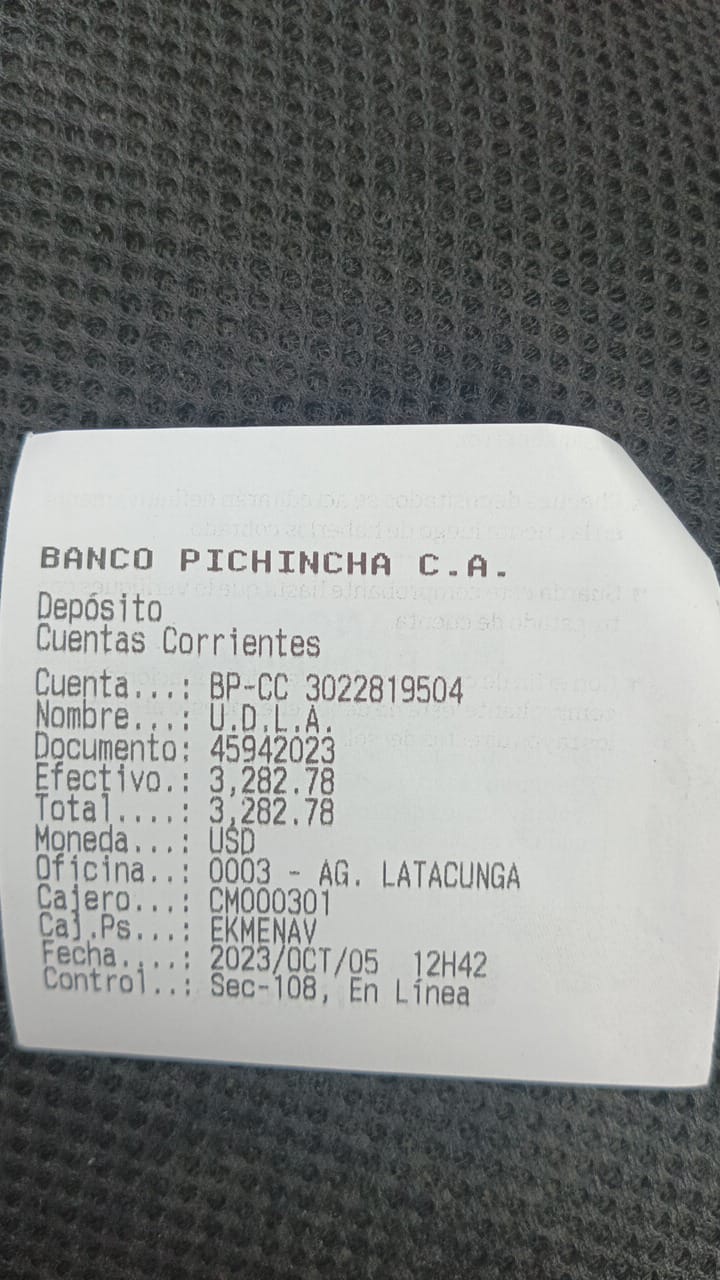 BANCO PICHINCHA C.A.
Depósito
Cuentas Corrientes
Cuenta...: BP-CC 3022819504
Nombre...: U.D.L.A.
Documento: 45942023
Efectivo.: 3,282.78
Total....: 3,282.78
Moneda...: USD
Oficina..: 0003 - AG. LATACUNGA
Cajero...: CM000301
Caj.Ps...: EKMENAV
Fecha....: 2023/OCT/05 12H42
Control..: Sec-108, En Línea